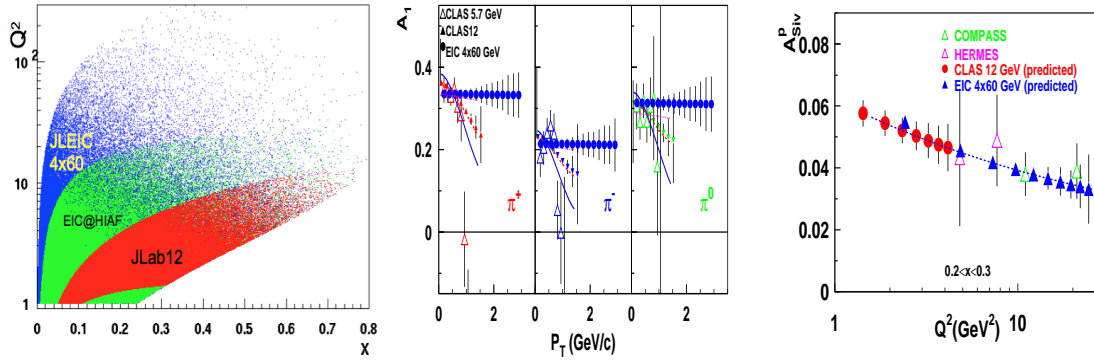 Q²
10²
10
1
JLEIC
4x60
EIC@HIAF
JLab12
0 0.1 0.2 0.3 0.4 0.5 0.6 0.7 0.8
x
A₁
0.4
0.2
0
△CLAS 5.7 GeV
▲CLAS12
●EIC 4x60 GeV
π⁺
π⁻
π⁰
0 2 0 2 0 2
P_T (GeV/c)
A^p_Siv
0.08
0.06
0.04
0.02
0
△ COMPASS
△ HERMES
● CLAS 12 GeV (predicted)
▲ EIC 4x60 GeV (predicted)
0.2<x<0.3
1 10
Q²(GeV²)